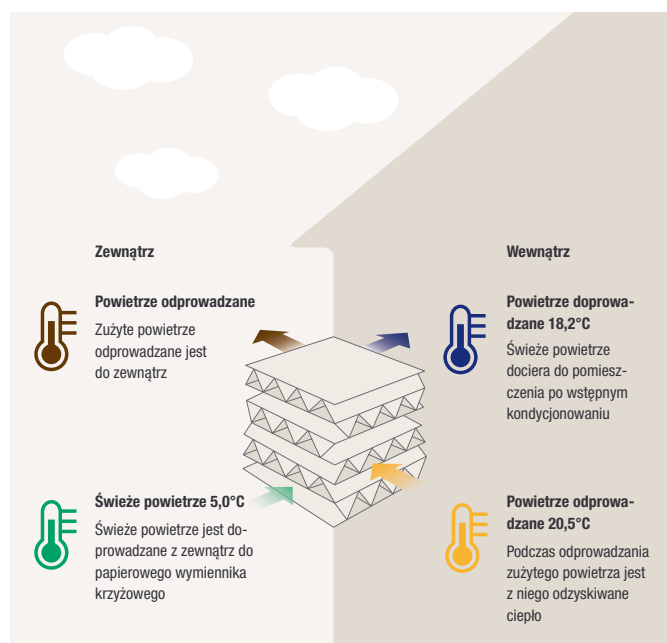 Zewnątrz
Powietrze odprowadzane
Zużyte powietrze
odprowadzane jest
do zewnątrz
Świeże powietrze 5,0°C
Świeże powietrze jest do-
prowadzane z zewnątrz do
papierowego wymiennika
krzyżowego
Wewnątrz
Powietrze doprowa-
dzane 18,2°C
Świeże powietrze
dociera do pomiesz-
czenia po wstępnym
kondycjonowaniu
Powietrze odprowa-
dzane 20,5°C
Podczas odprowadzania
zużytego powietrza jest
z niego odzyskiwane
ciepło